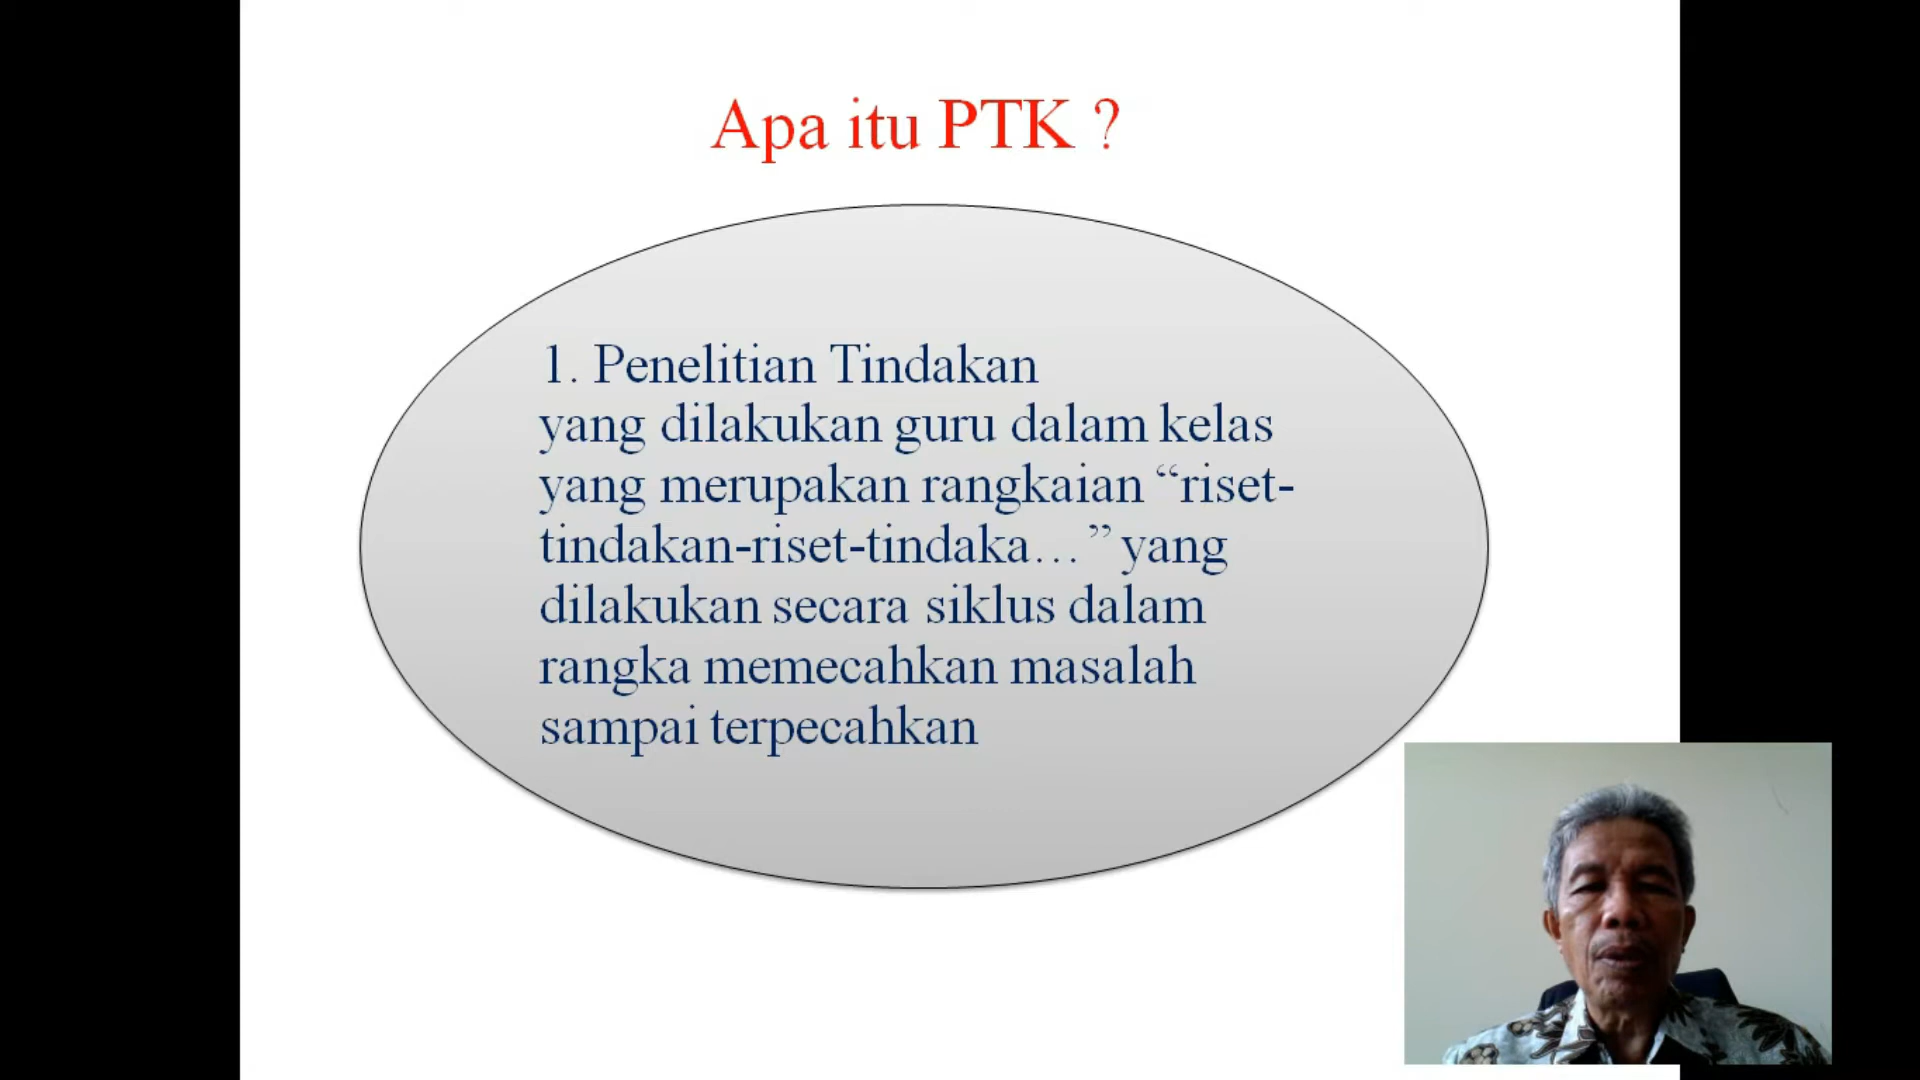 Apa itu PTK ?
1. Penelitian Tindakan
yang dilakukan guru dalam kelas
yang merupakan rangkaian “riset-
tindakan-riset-tindaka…” yang
dilakukan secara siklus dalam
rangka memecahkan masalah
sampai terpecahkan